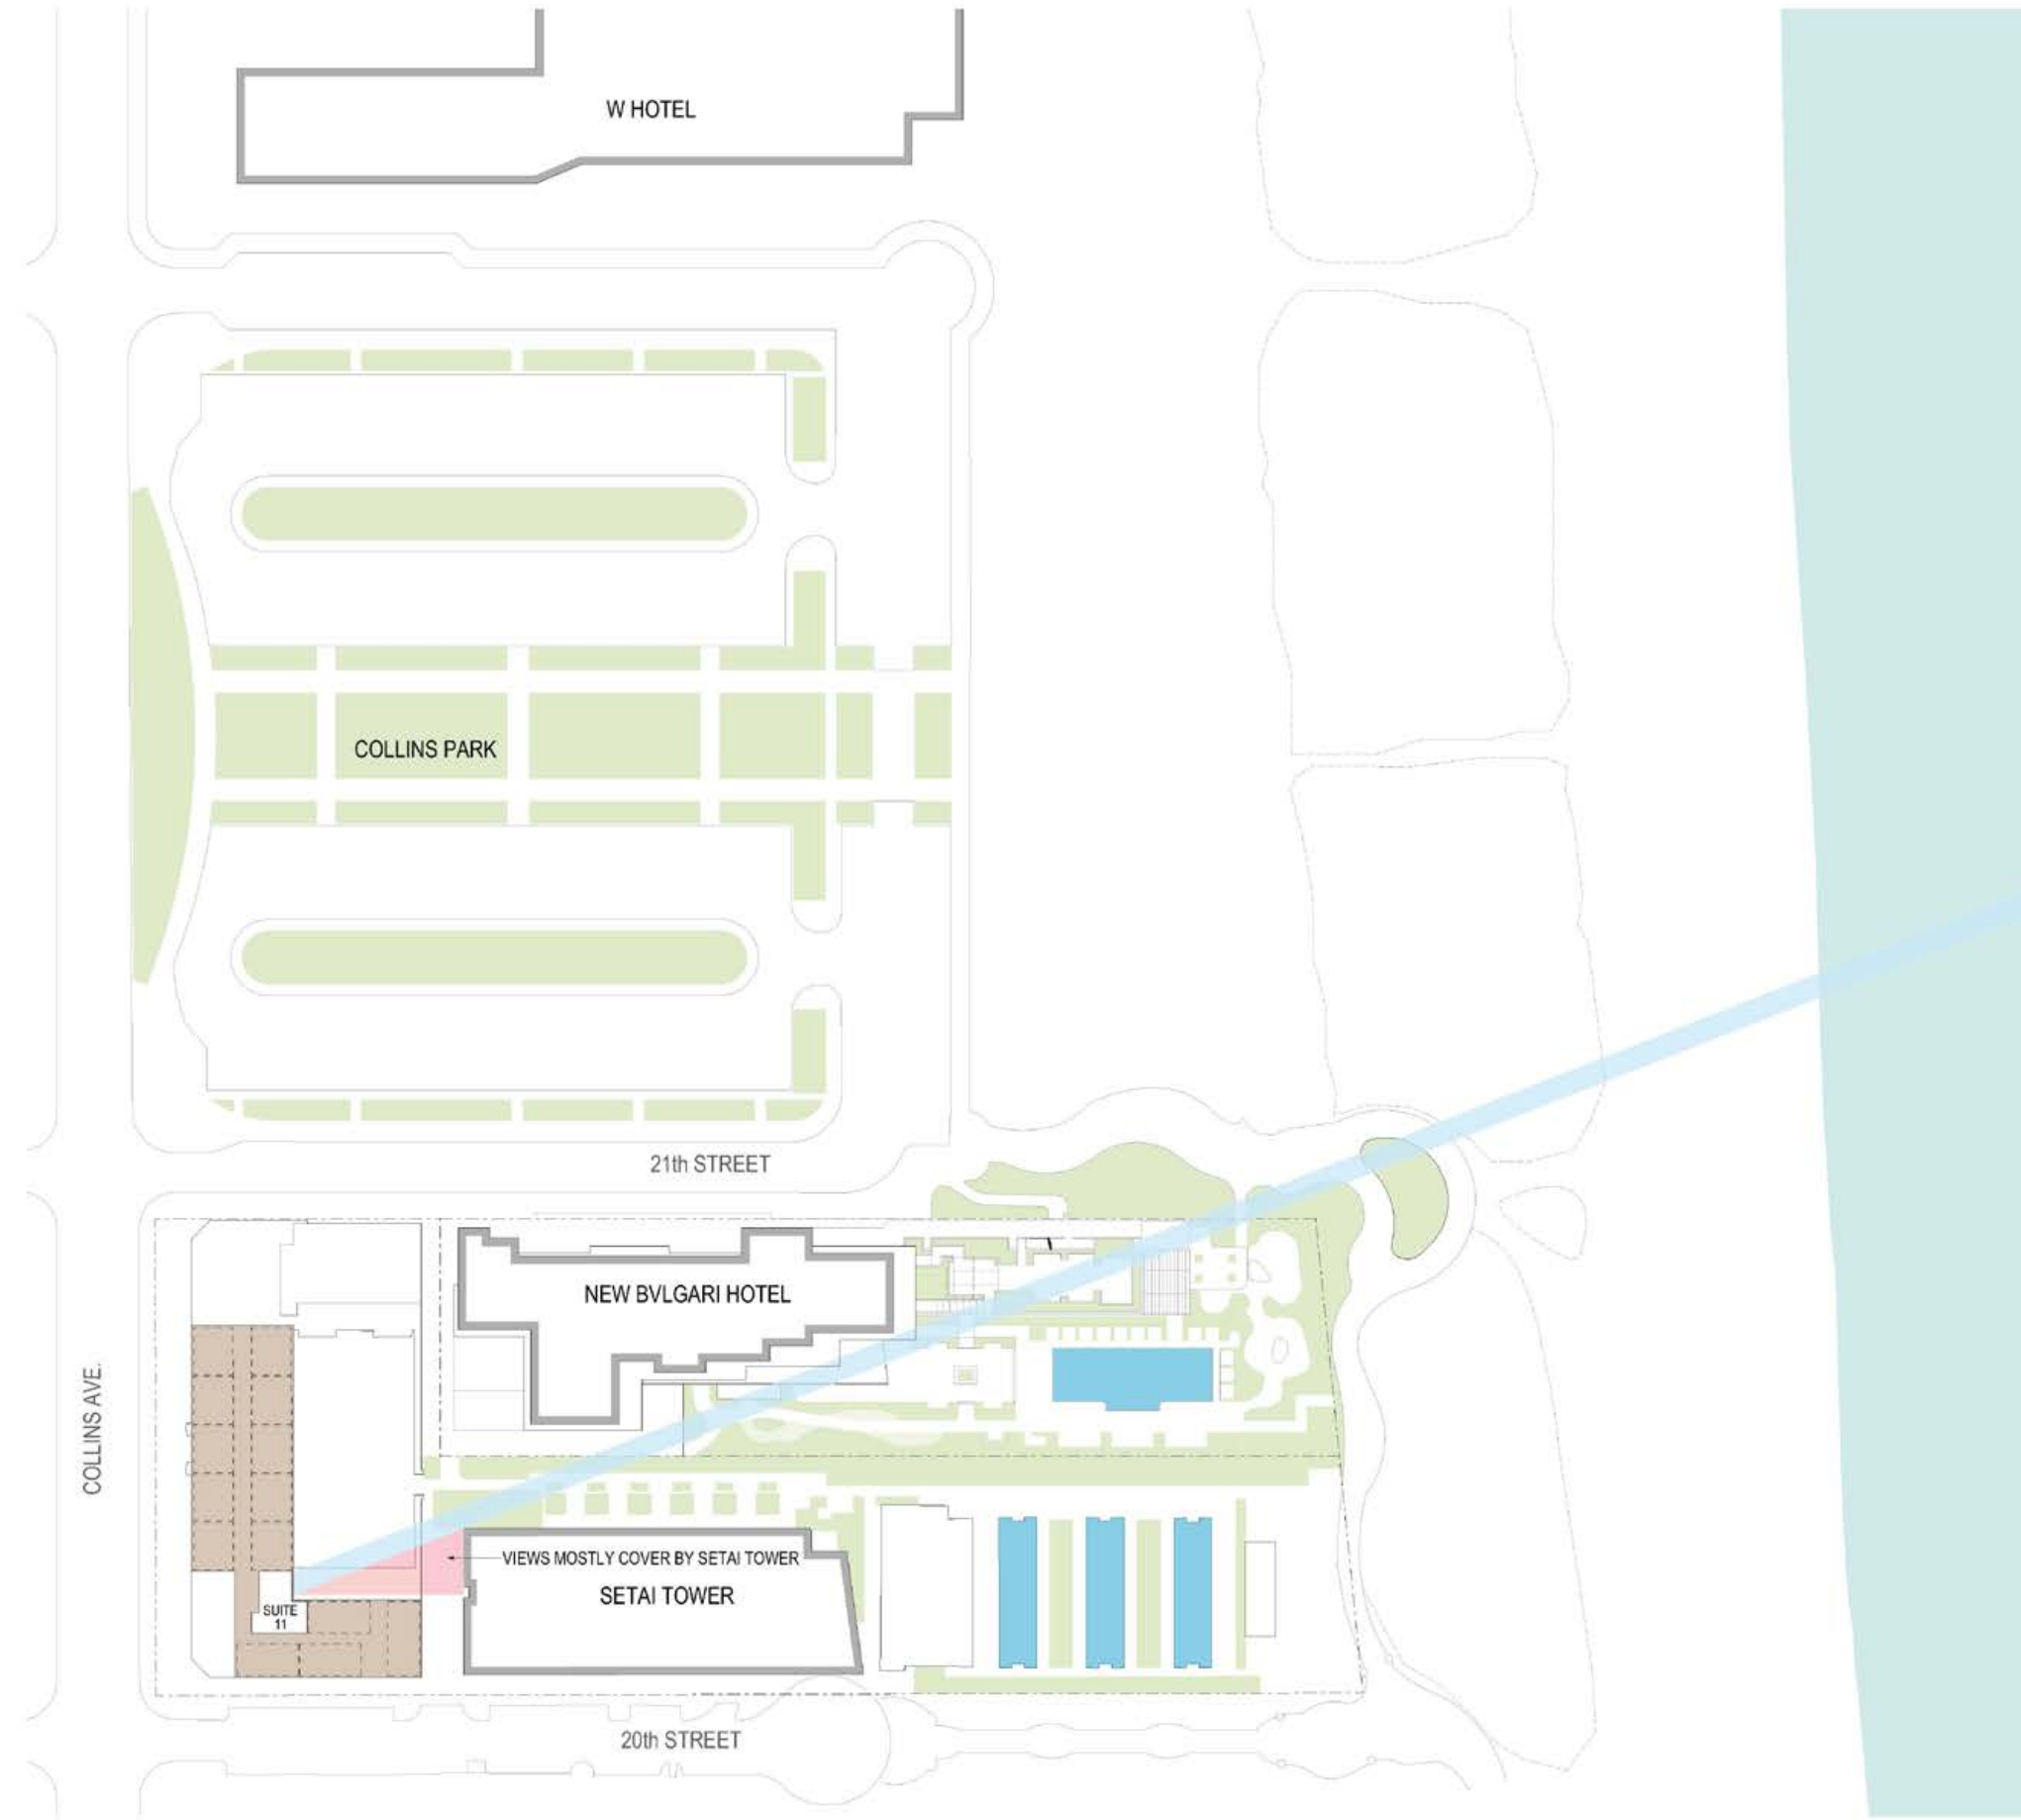 W HOTEL
COLLINS PARK
21th STREET
NEW BVLGARI HOTEL
COLLINS AVE.
VIEWS MOSTLY COVER BY SETAI TOWER
SETAI TOWER
SUITE
11
20th STREET